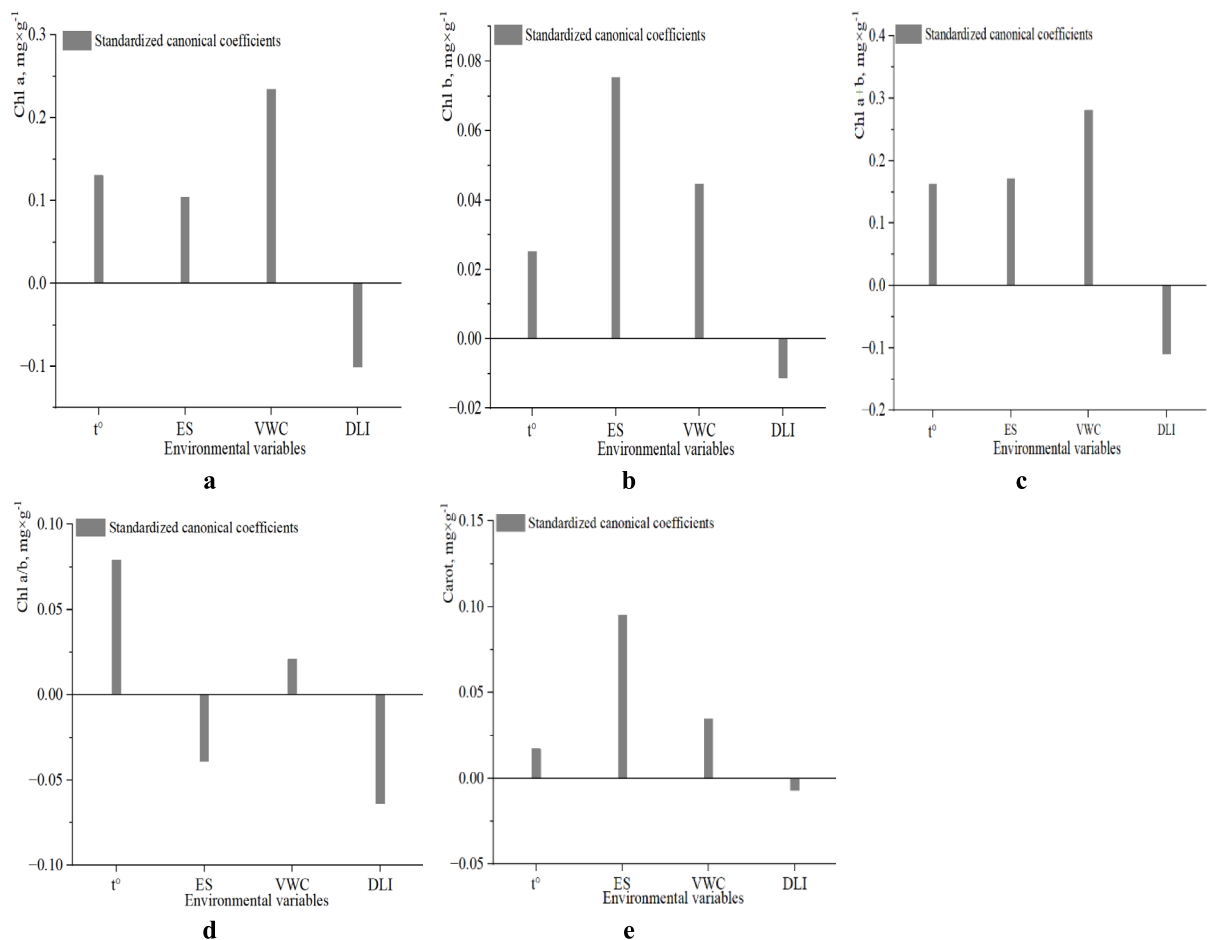 Chl a, mg×g-1
Standardized canonical coefficients
0.3
0.2
0.1
0.0
−0.1
t° ES VWC DLI
Environmental variables
a
Chl b, mg×g-1
Standardized canonical coefficients
0.08
0.06
0.04
0.02
0.00
−0.02
t° ES VWC DLI
Environmental variables
b
Chl a+b, mg×g-1
Standardized canonical coefficients
0.4
0.3
0.2
0.1
0.0
−0.1
−0.2
t° ES VWC DLI
Environmental variables
c
Chl a/b, mg×g-1
Standardized canonical coefficients
0.10
0.05
0.00
−0.05
−0.10
t° ES VWC DLI
Environmental variables
d
Carot, mg×g-1
Standardized canonical coefficients
0.15
0.10
0.05
0.00
−0.05
t° ES VWC DLI
Environmental variables
e